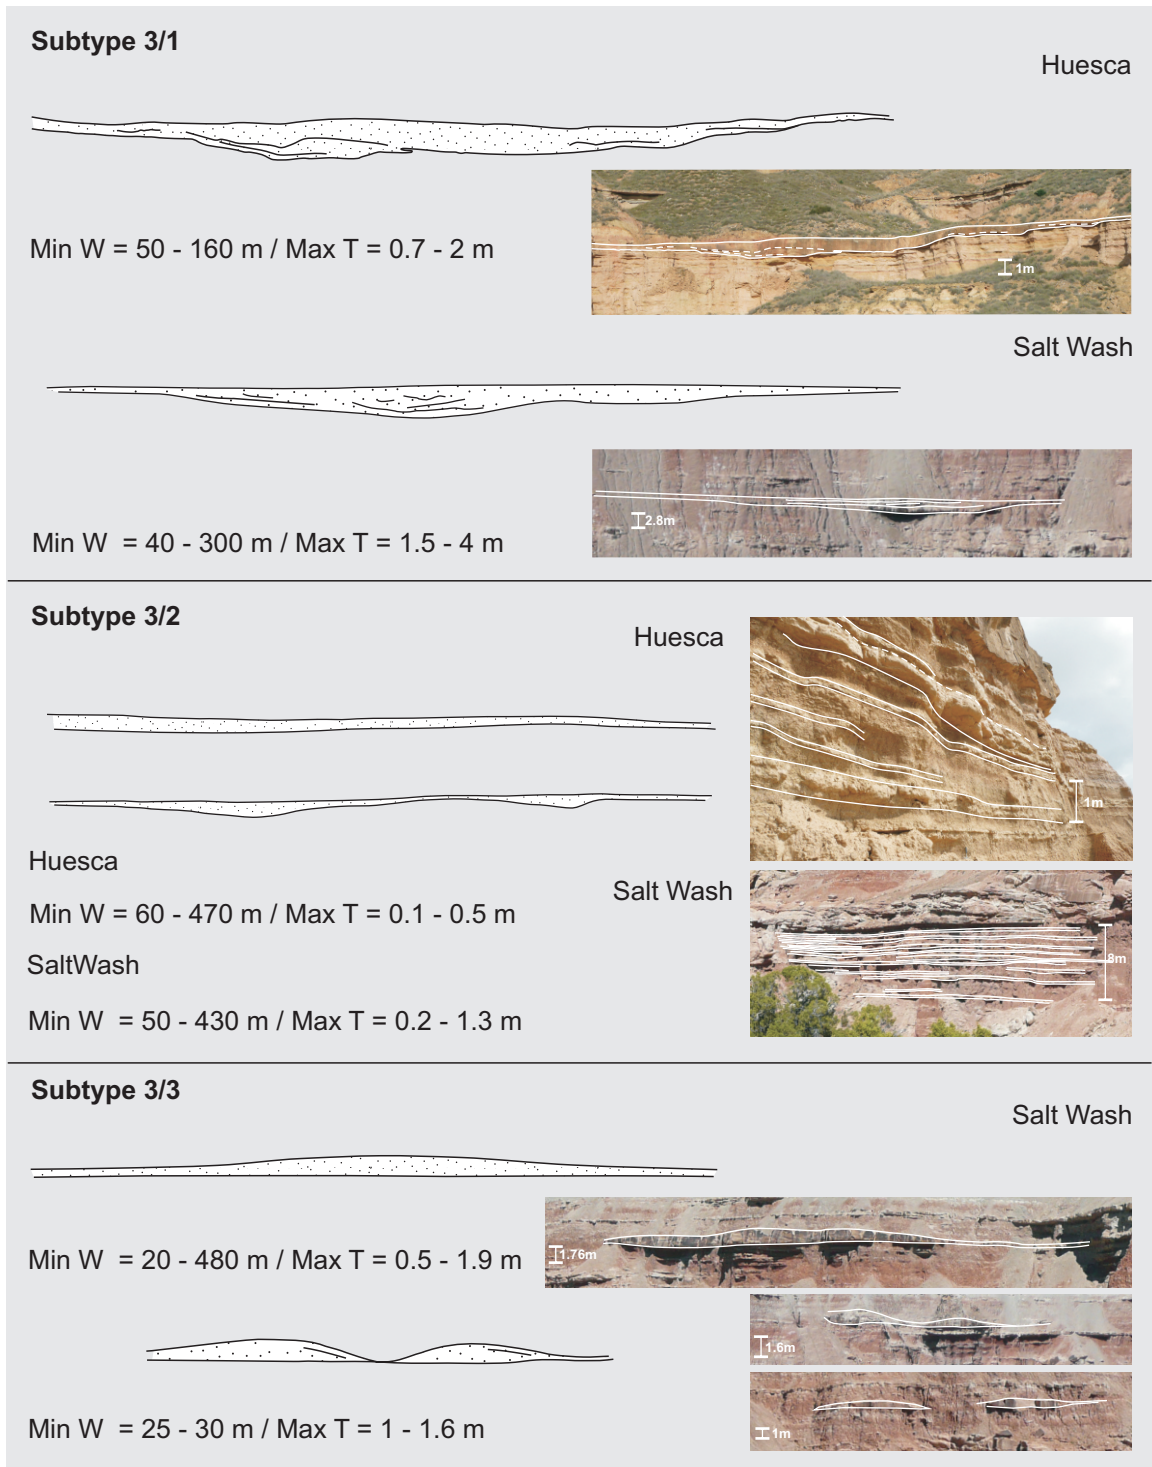 Subtype 3/1
Huesca
Min W = 50 - 160 m / Max T = 0.7 - 2 m
1m
Salt Wash
2.8m
Min W = 40 - 300 m / Max T = 1.5 - 4 m
Subtype 3/2
Huesca
1m
Huesca
Salt Wash
Min W = 60 - 470 m / Max T = 0.1 - 0.5 m
8m
SaltWash
Min W = 50 - 430 m / Max T = 0.2 - 1.3 m
Subtype 3/3
Salt Wash
Min W = 20 - 480 m / Max T = 0.5 - 1.9 m
1.76m
1.6m
Min W = 25 - 30 m / Max T = 1 - 1.6 m
1m